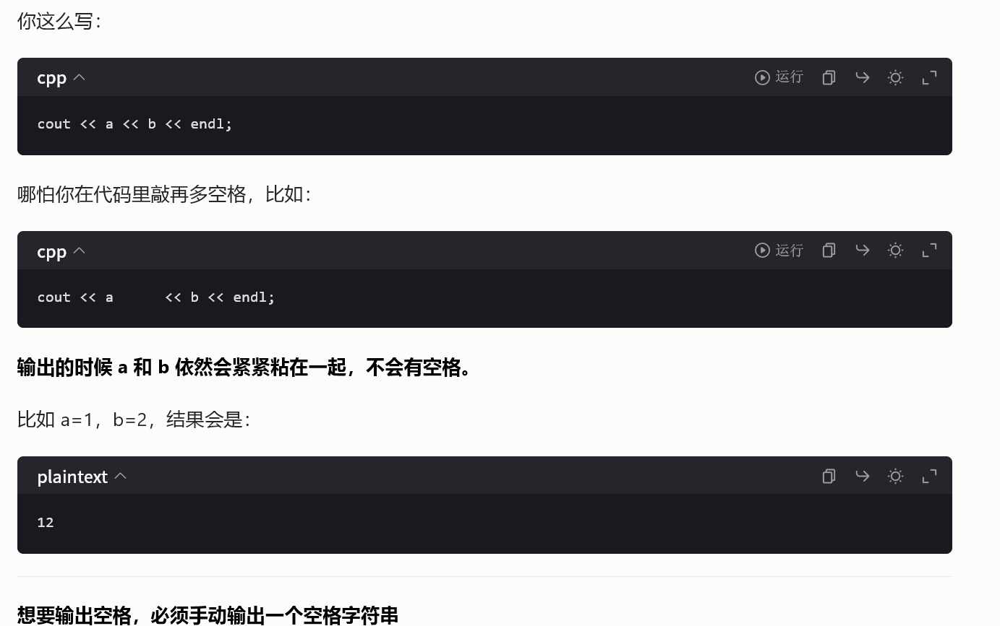 你这么写：
cpp
运行
cout << a << b << endl;
哪怕你在代码里敲再多空格，比如：
cpp
运行
cout << a      << b << endl;
输出的时候 a 和 b 依然会紧紧粘在一起，不会有空格。
比如 a=1，b=2，结果会是：
plaintext
12
想要输出空格，必须手动输出一个空格字符串